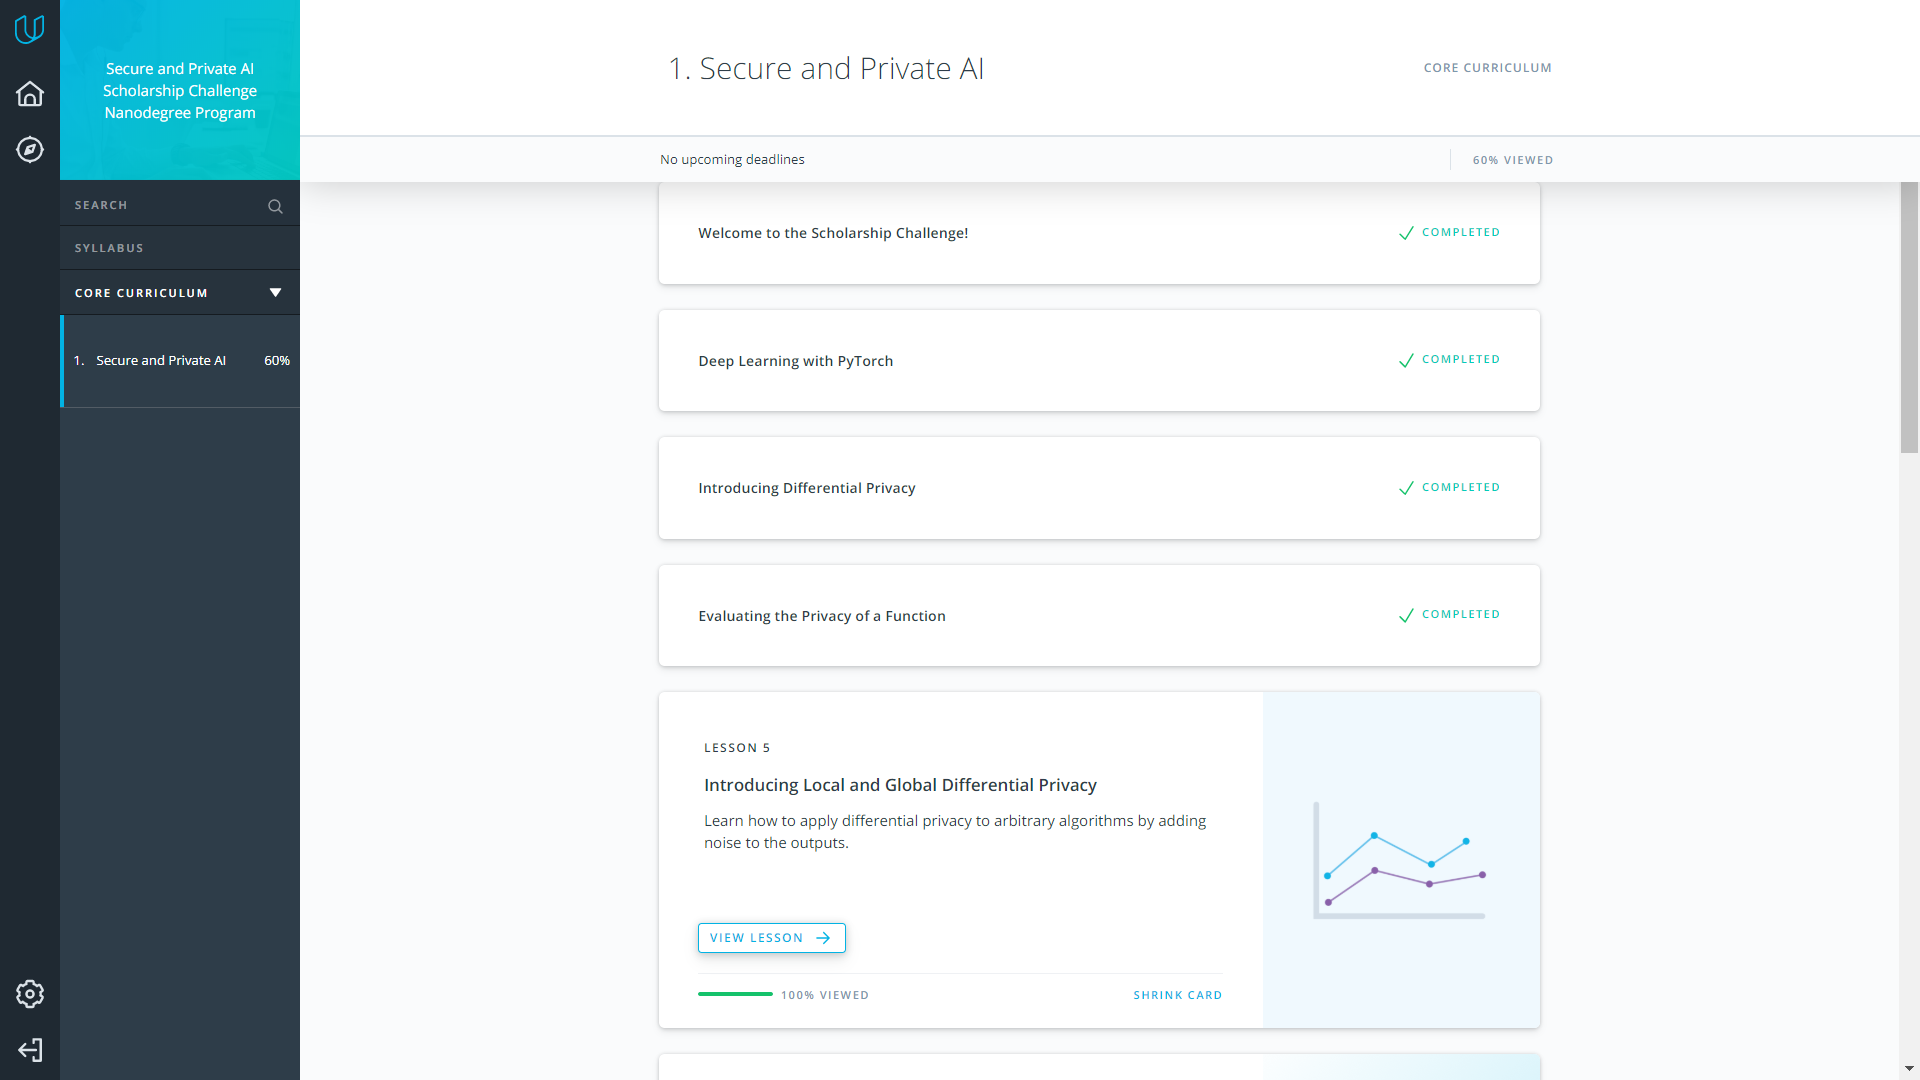 Secure and Private AI
Scholarship Challenge
Nanodegree Program
SEARCH
SYLLABUS
CORE CURRICULUM
1. Secure and Private AI 60%
1. Secure and Private AI
CORE CURRICULUM
No upcoming deadlines
60% VIEWED
Welcome to the Scholarship Challenge!
COMPLETED
Deep Learning with PyTorch
COMPLETED
Introducing Differential Privacy
COMPLETED
Evaluating the Privacy of a Function
COMPLETED
LESSON 5
Introducing Local and Global Differential Privacy
Learn how to apply differential privacy to arbitrary algorithms by adding
noise to the outputs.
VIEW LESSON
100% VIEWED
SHRINK CARD